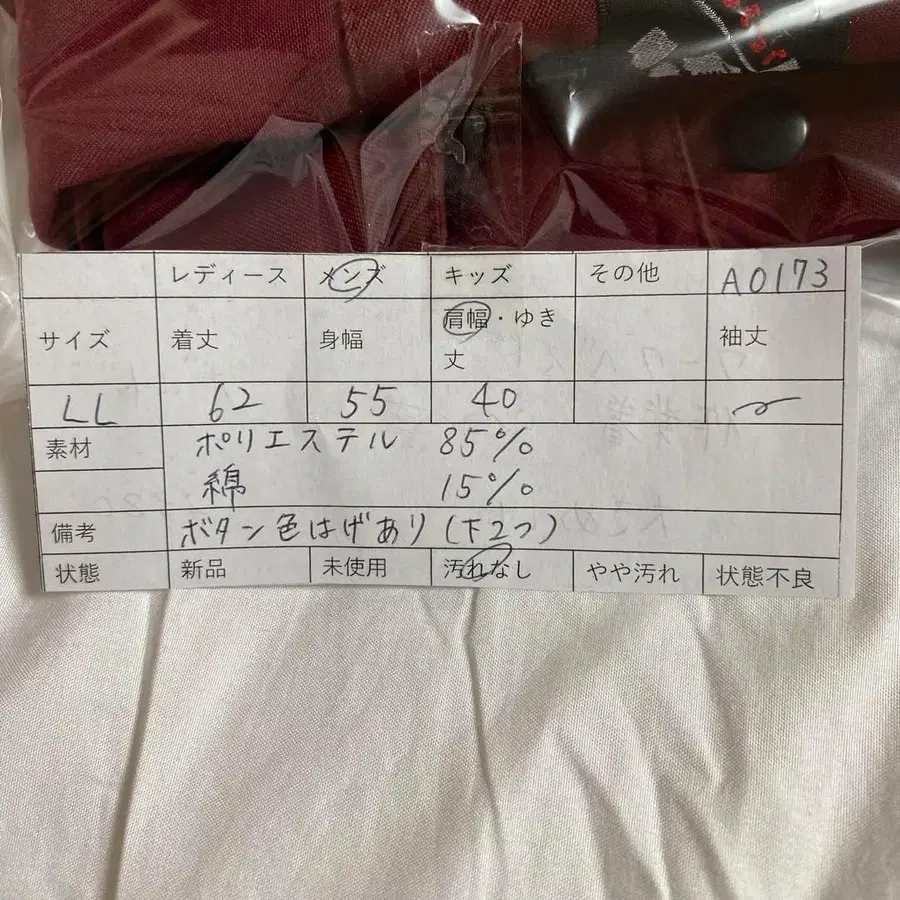 レディース メンズ キッズ その他 A0173
サイズ 着丈 身幅 肩幅・ゆき丈 袖丈
LL 62 55 40
素材 ポリエステル 85%
綿 15%
備考 ボタン色はげあり(下2つ)
状態 新品 未使用 汚れなし やや汚れ 状態不良